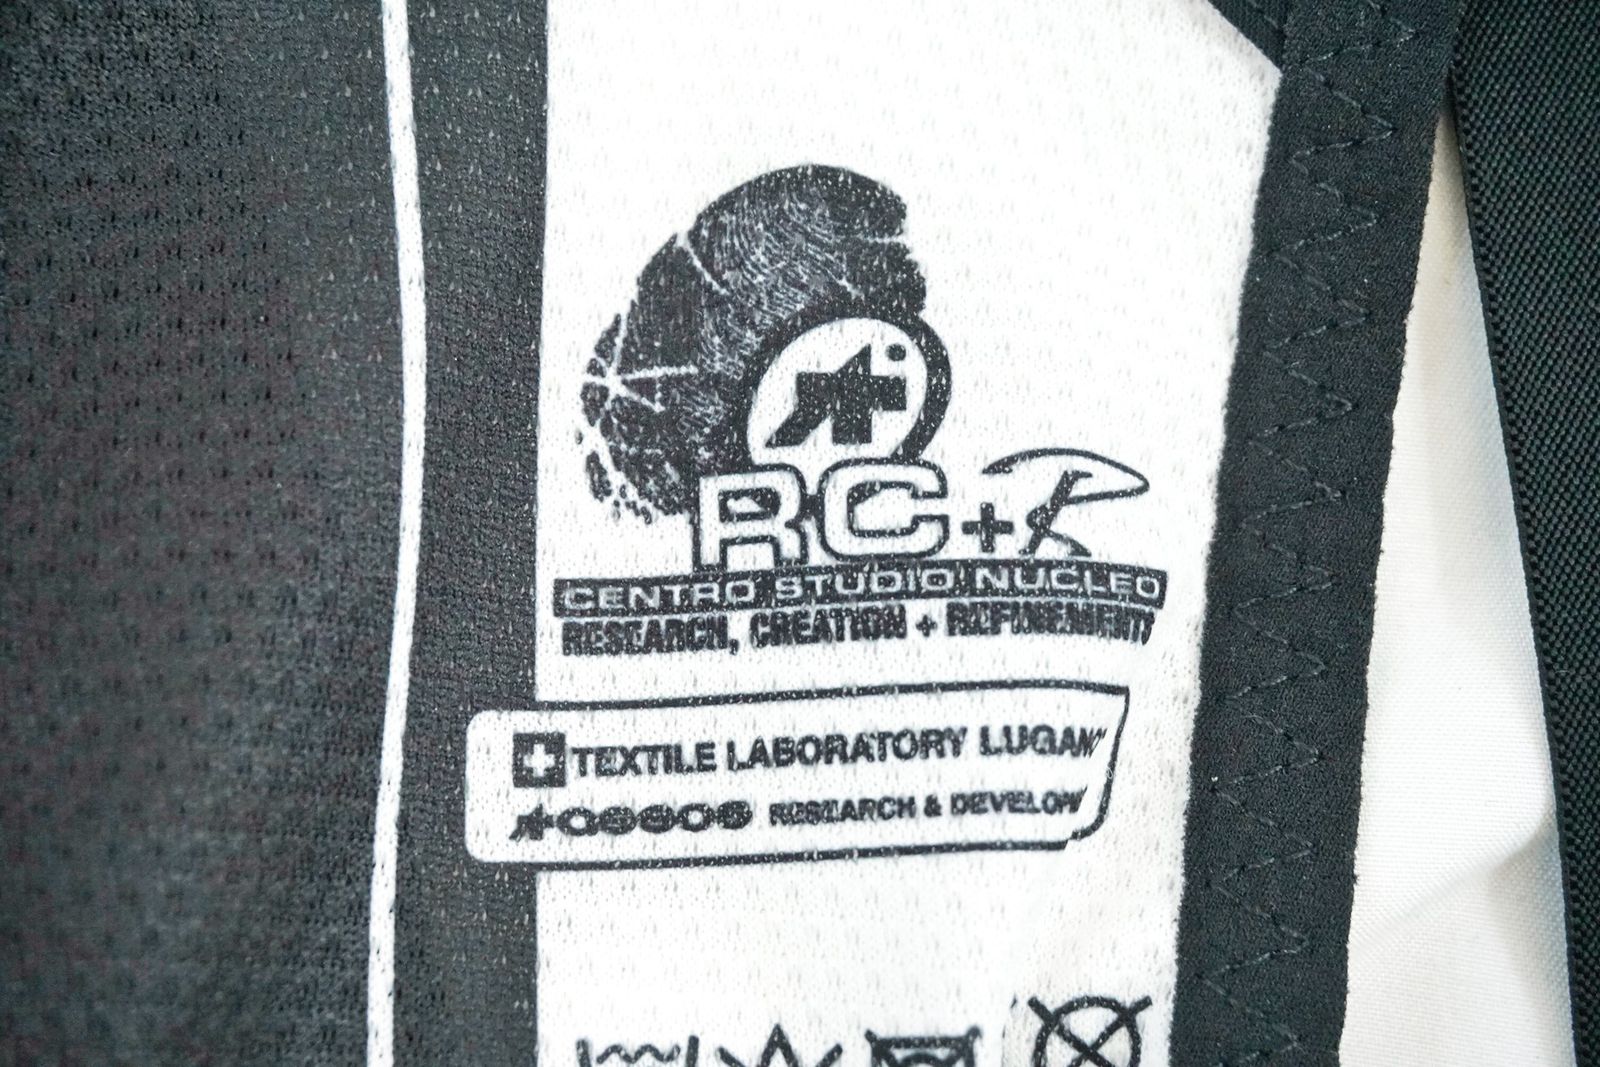 RC+
CENTRO STUDIO NUCLEO
RESEARCH, CREATION + REFINEMENT
TEXTILE LABORATORY LUGANO
assos RESEARCH & DEVELOP